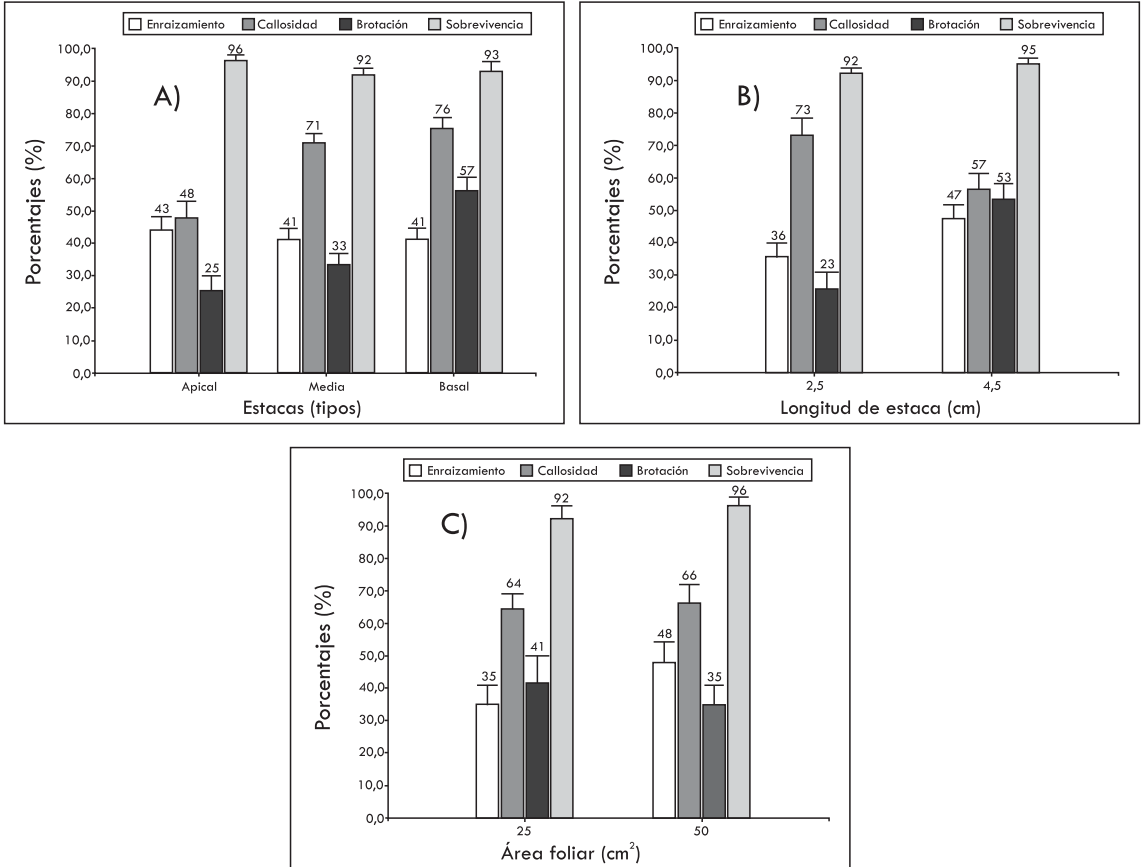 Enraizamiento Callosidad Brotación Sobrevivencia
A)
Porcentajes (%)
100,0
90,0
80,0
70,0
60,0
50,0
40,0
30,0
20,0
10,0
0,0
43 48 25 96
41 71 33 92
41 76 57 93
Apical Media Basal
Estacas (tipos)
Enraizamiento Callosidad Brotación Sobrevivencia
B)
Porcentajes (%)
100,0
90,0
80,0
70,0
60,0
50,0
40,0
30,0
20,0
10,0
0,0
36 73 23 92
47 57 53 95
2,5 4,5
Longitud de estaca (cm)
Enraizamiento Callosidad Brotación Sobrevivencia
C)
Porcentajes (%)
100,0
90,0
80,0
70,0
60,0
50,0
40,0
30,0
20,0
10,0
0,0
35 64 41 92
48 66 35 96
25 50
Área foliar (cm²)